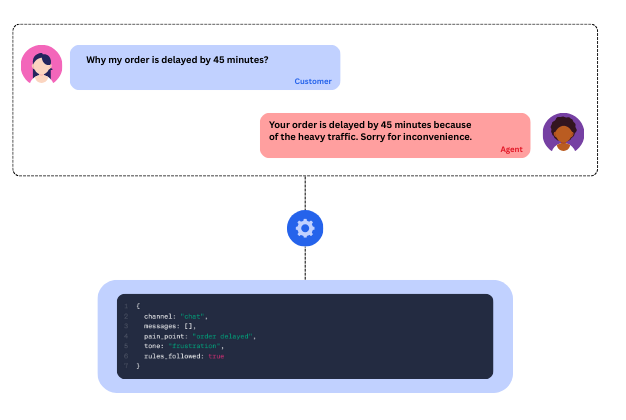 Why my order is delayed by 45 minutes?
Customer
Your order is delayed by 45 minutes because
of the heavy traffic. Sorry for inconvenience.
Agent
1 {
2 channel: "chat",
3 messages: [],
4 pain_point: "order delayed",
5 tone: "frustration",
6 rules_followed: true
7 }